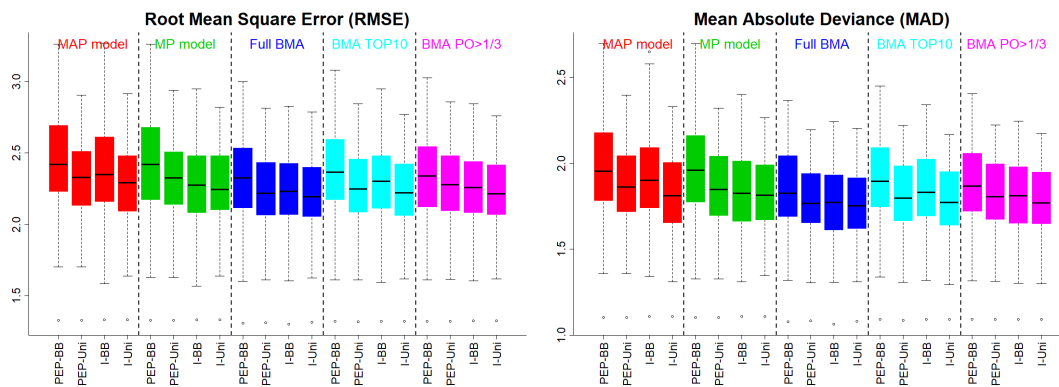 Root Mean Square Error (RMSE)
MAP model MP model Full BMA BMA TOP10 BMA PO>1/3
3.0
2.5
2.0
1.5
PEP-BB PEP-Uni I-BB I-Uni PEP-BB PEP-Uni I-BB I-Uni PEP-BB PEP-Uni I-BB I-Uni PEP-BB PEP-Uni I-BB I-Uni PEP-BB PEP-Uni I-BB I-Uni
Mean Absolute Deviance (MAD)
MAP model MP model Full BMA BMA TOP10 BMA PO>1/3
2.5
2.0
1.5
1.0
PEP-BB PEP-Uni I-BB I-Uni PEP-BB PEP-Uni I-BB I-Uni PEP-BB PEP-Uni I-BB I-Uni PEP-BB PEP-Uni I-BB I-Uni PEP-BB PEP-Uni I-BB I-Uni